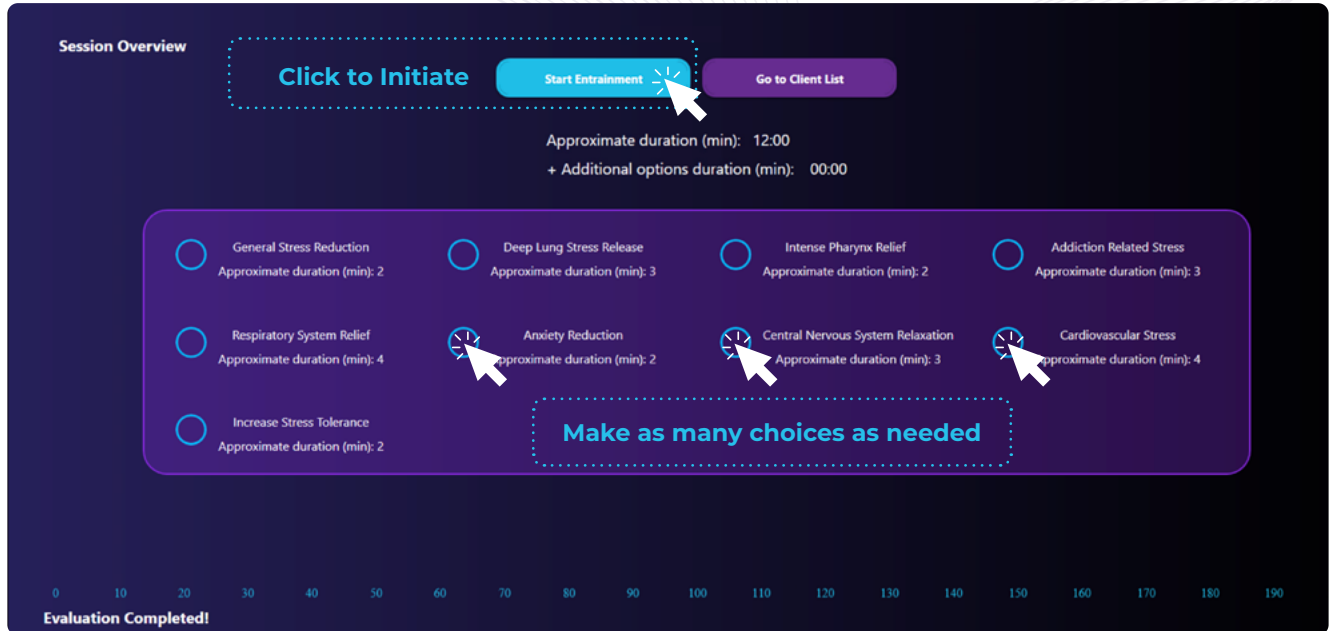 Session Overview
Click to Initiate
Start Entrainment
Go to Client List
Approximate duration (min): 12:00
+ Additional options duration (min): 00:00
General Stress Reduction
Approximate duration (min): 2
Deep Lung Stress Release
Approximate duration (min): 3
Intense Pharynx Relief
Approximate duration (min): 2
Addiction Related Stress
Approximate duration (min): 3
Respiratory System Relief
Approximate duration (min): 4
Anxiety Reduction
Approximate duration (min): 2
Central Nervous System Relaxation
Approximate duration (min): 3
Cardiovascular Stress
Approximate duration (min): 4
Increase Stress Tolerance
Approximate duration (min): 2
Make as many choices as needed
0 10 20 30 40 50 60 70 80 90 100 110 120 130 140 150 160 170 180 190
Evaluation Completed!